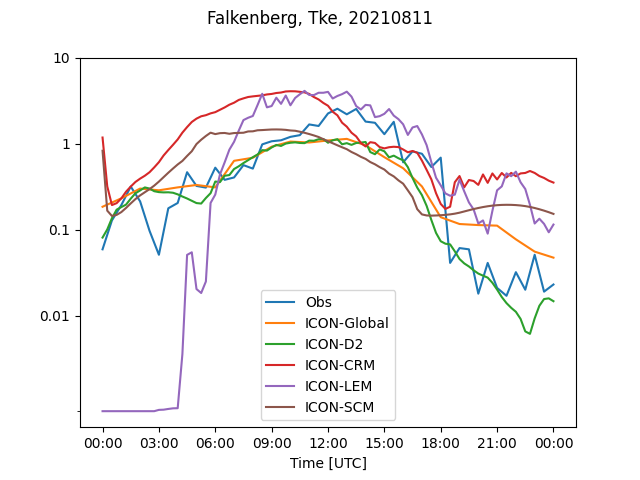 Falkenberg, Tke, 20210811
10
1
0.1
0.01
Obs
ICON-Global
ICON-D2
ICON-CRM
ICON-LEM
ICON-SCM
00:00 03:00 06:00 09:00 12:00 15:00 18:00 21:00 00:00
Time [UTC]